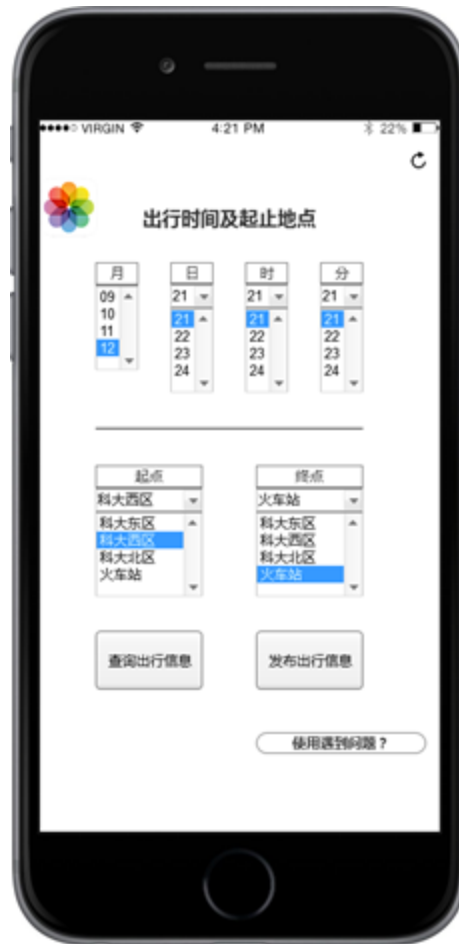 VIRGIN 4:21 PM 22%
出行时间及起止地点
月 日 时 分
09 21 21 21
10 21 21 21
11 22 22 22
12 23 23 23
24 24 24
起点 终点
科大西区 火车站
科大东区 科大东区
科大西区 科大西区
科大北区 科大北区
火车站 火车站
查询出行信息 发布出行信息
使用遇到问题？